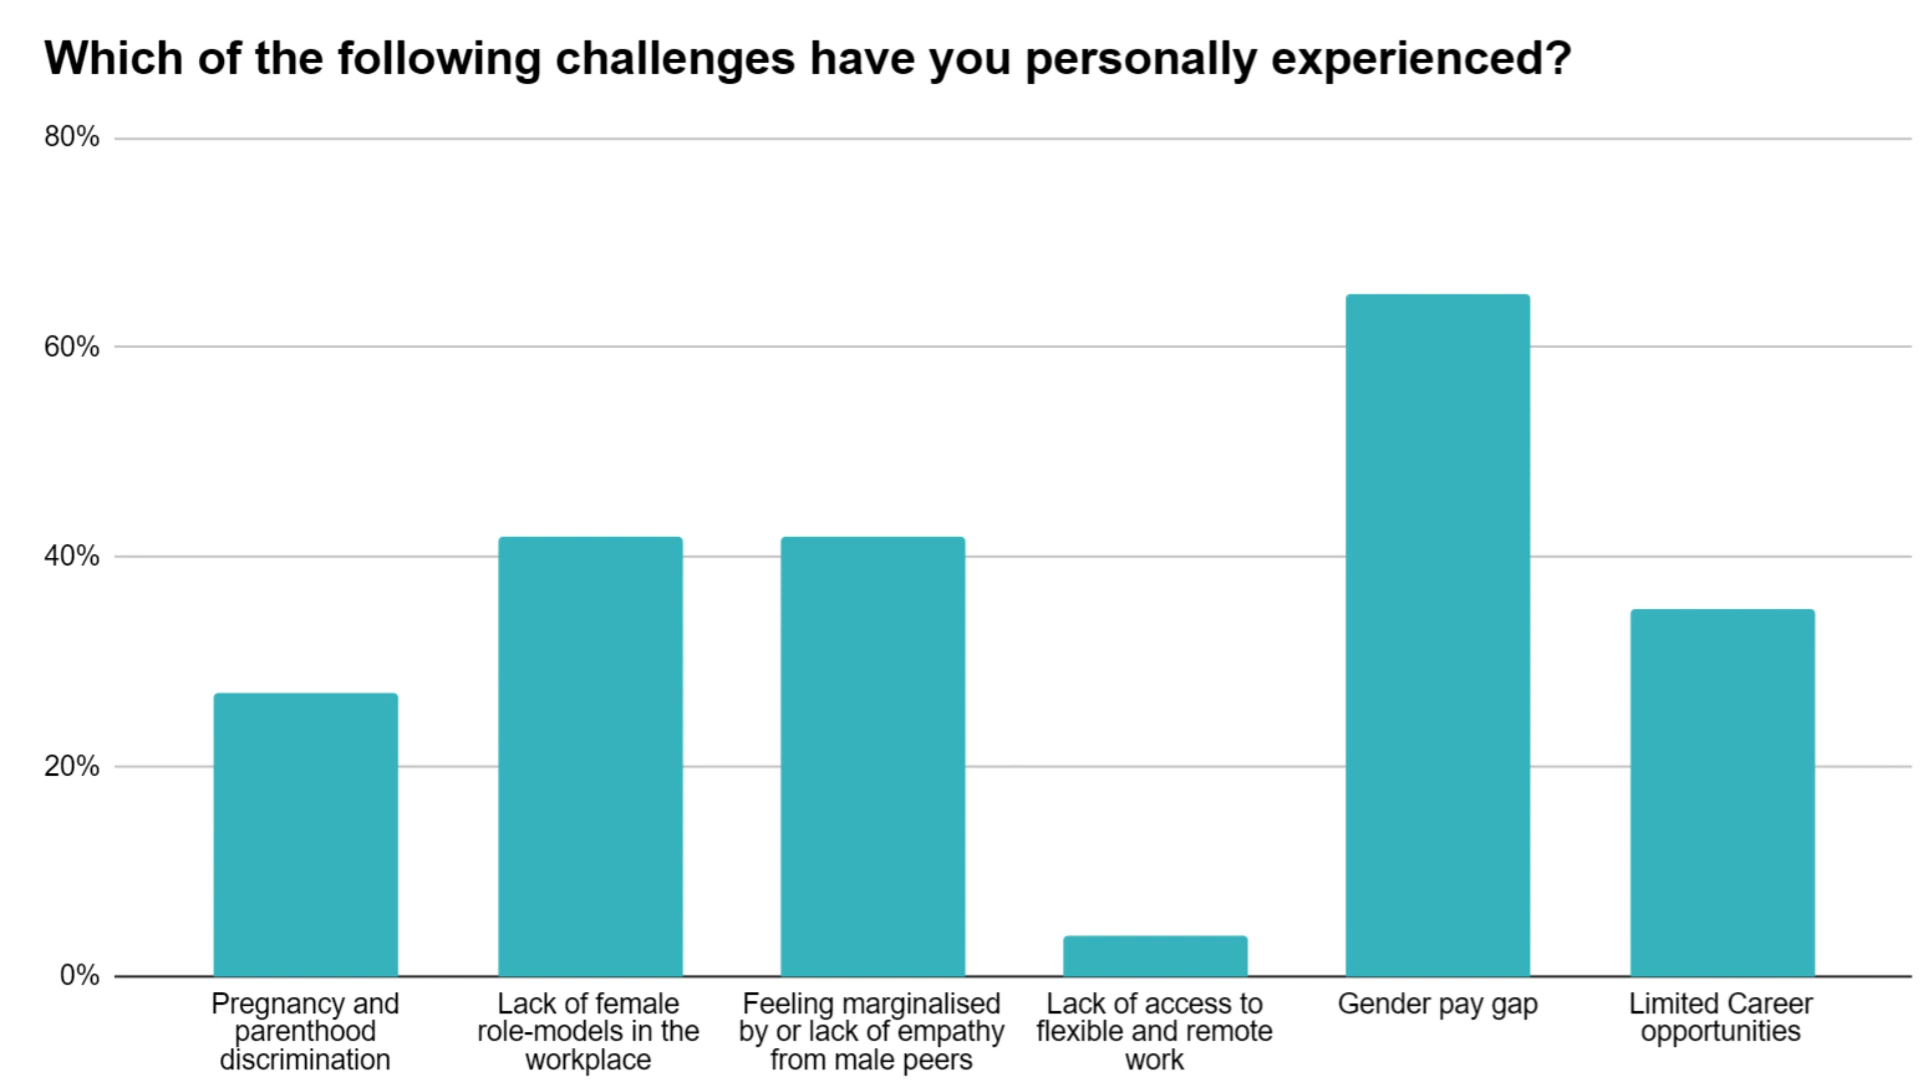 Which of the following challenges have you personally experienced?
80%
60%
40%
20%
0%
Pregnancy and
parenthood
discrimination
Lack of female
role-models in the
workplace
Feeling marginalised
by or lack of empathy
from male peers
Lack of access to
flexible and remote
work
Gender pay gap
Limited Career
opportunities